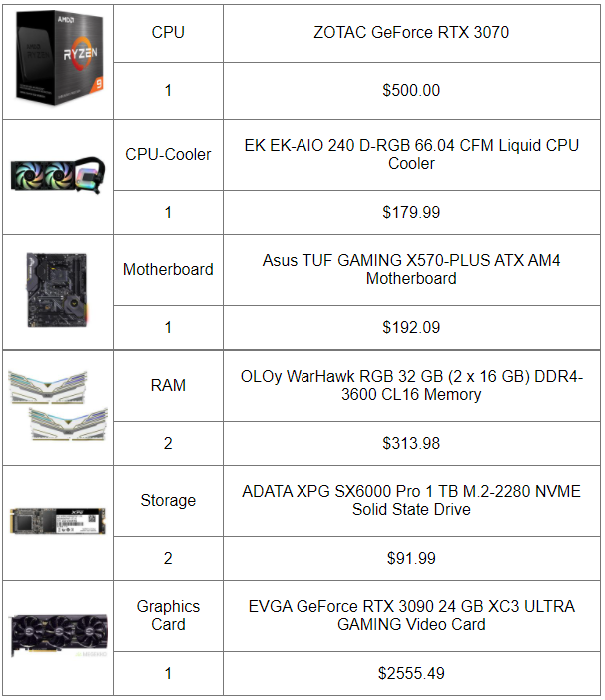 AMD
RYZEN
9
CPU
ZOTAC GeForce RTX 3070
1
$500.00
CPU-Cooler
EK EK-AIO 240 D-RGB 66.04 CFM Liquid CPU
Cooler
1
$179.99
Motherboard
Asus TUF GAMING X570-PLUS ATX AM4
Motherboard
1
$192.09
RAM
OLOy WarHawk RGB 32 GB (2 x 16 GB) DDR4-
3600 CL16 Memory
2
$313.98
XPG
Storage
ADATA XPG SX6000 Pro 1 TB M.2-2280 NVME
Solid State Drive
2
$91.99
Graphics
Card
EVGA GeForce RTX 3090 24 GB XC3 ULTRA
GAMING Video Card
1
$2555.49